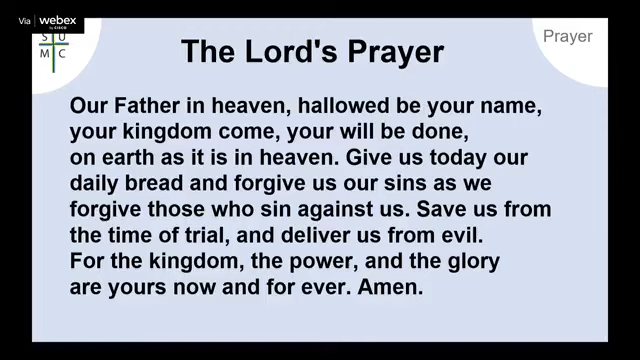 Via webex
by CISCO
S U
M C
Prayer
The Lord's Prayer
Our Father in heaven, hallowed be your name,
your kingdom come, your will be done,
on earth as it is in heaven. Give us today our
daily bread and forgive us our sins as we
forgive those who sin against us. Save us from
the time of trial, and deliver us from evil.
For the kingdom, the power, and the glory
are yours now and for ever. Amen.